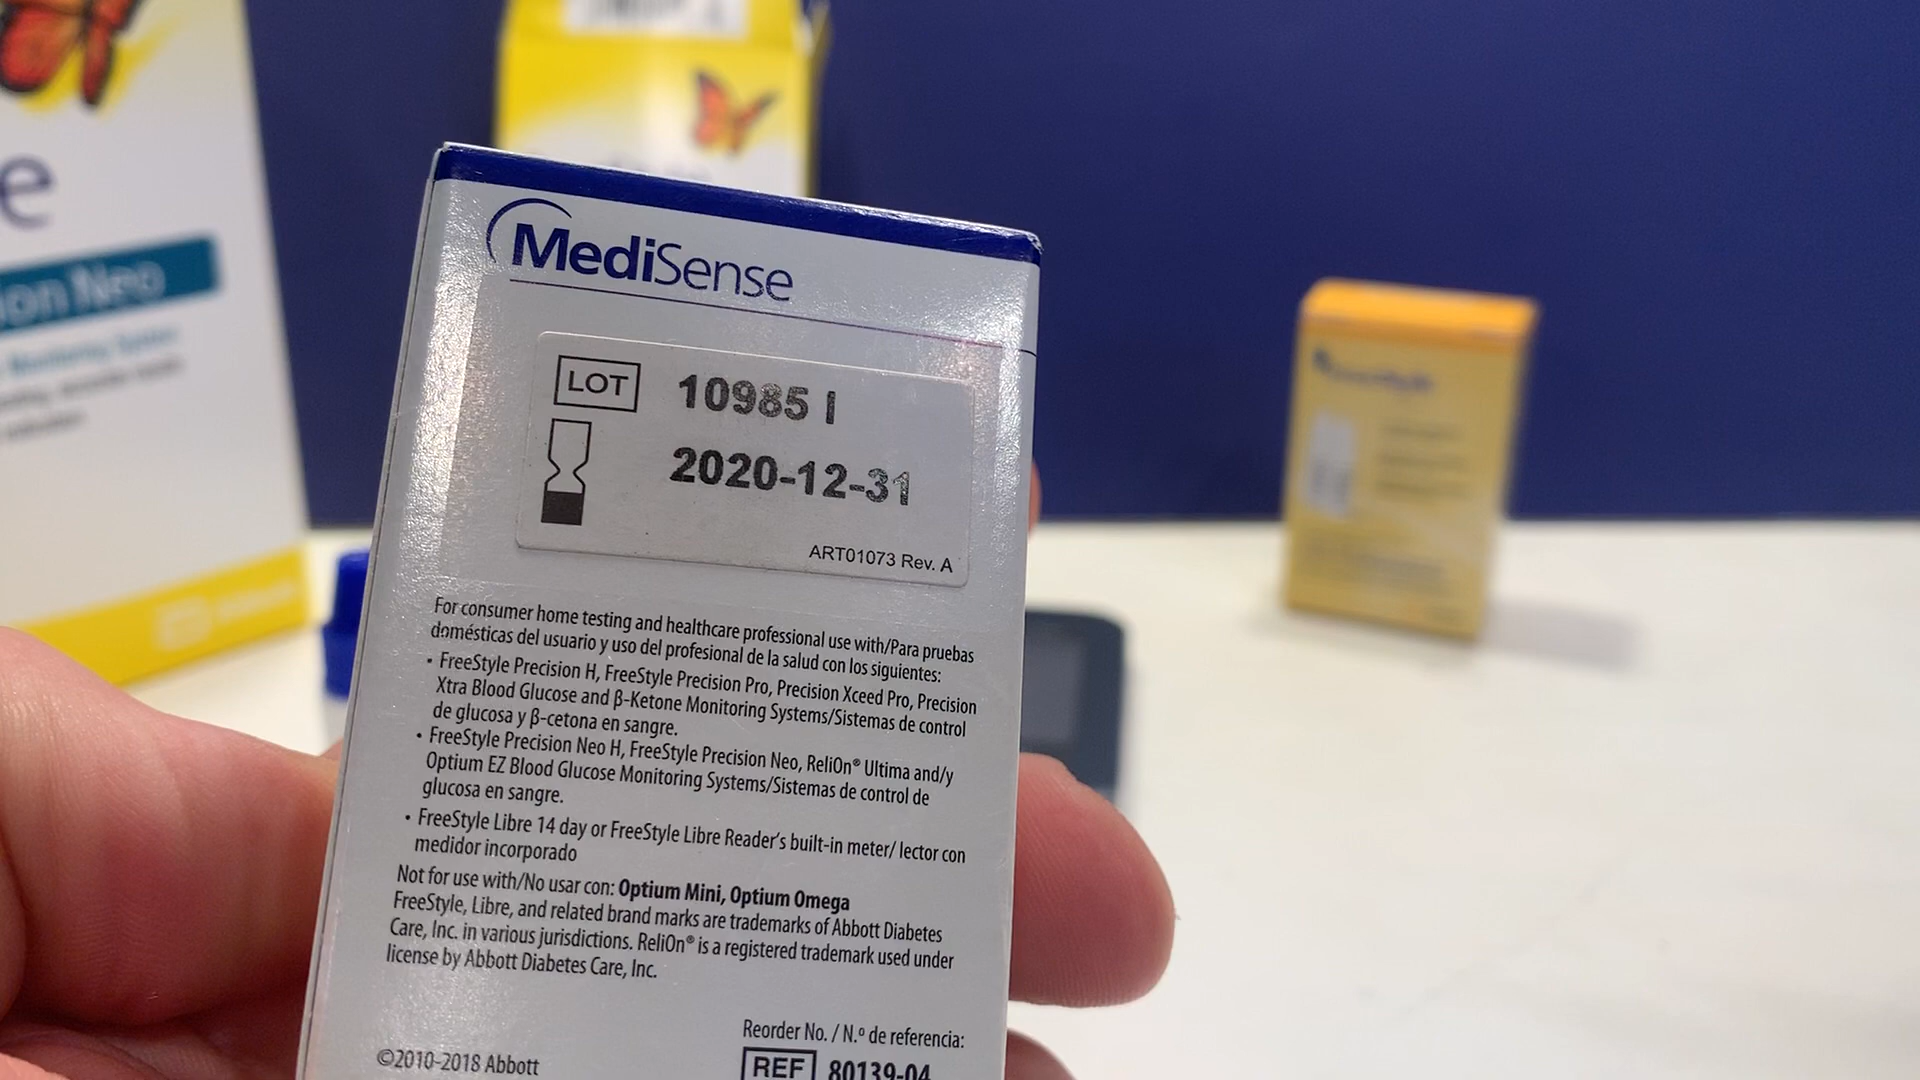 MediSense
LOT 10985 I
2020-12-31
ART01073 Rev. A
For consumer home testing and healthcare professional use with/Para pruebas
domésticas del usuario y uso del profesional de la salud con los siguientes:
• FreeStyle Precision H, FreeStyle Precision Pro, Precision Xceed Pro, Precision
Xtra Blood Glucose and β-Ketone Monitoring Systems/Sistemas de control
de glucosa y β-cetona en sangre.
• FreeStyle Precision Neo H, FreeStyle Precision Neo, ReliOn® Ultima and/y
Optium EZ Blood Glucose Monitoring Systems/Sistemas de control de
glucosa en sangre.
• FreeStyle Libre 14 day or FreeStyle Libre Reader's built-in meter/ lector con
medidor incorporado
Not for use with/No usar con: Optium Mini, Optium Omega
FreeStyle, Libre, and related brand marks are trademarks of Abbott Diabetes
Care, Inc. in various jurisdictions. ReliOn® is a registered trademark used under
license by Abbott Diabetes Care, Inc.
Reorder No. / N.º de referencia:
©2010-2018 Abbott
REF 80139-04
e
ion Neo
Monitoring System